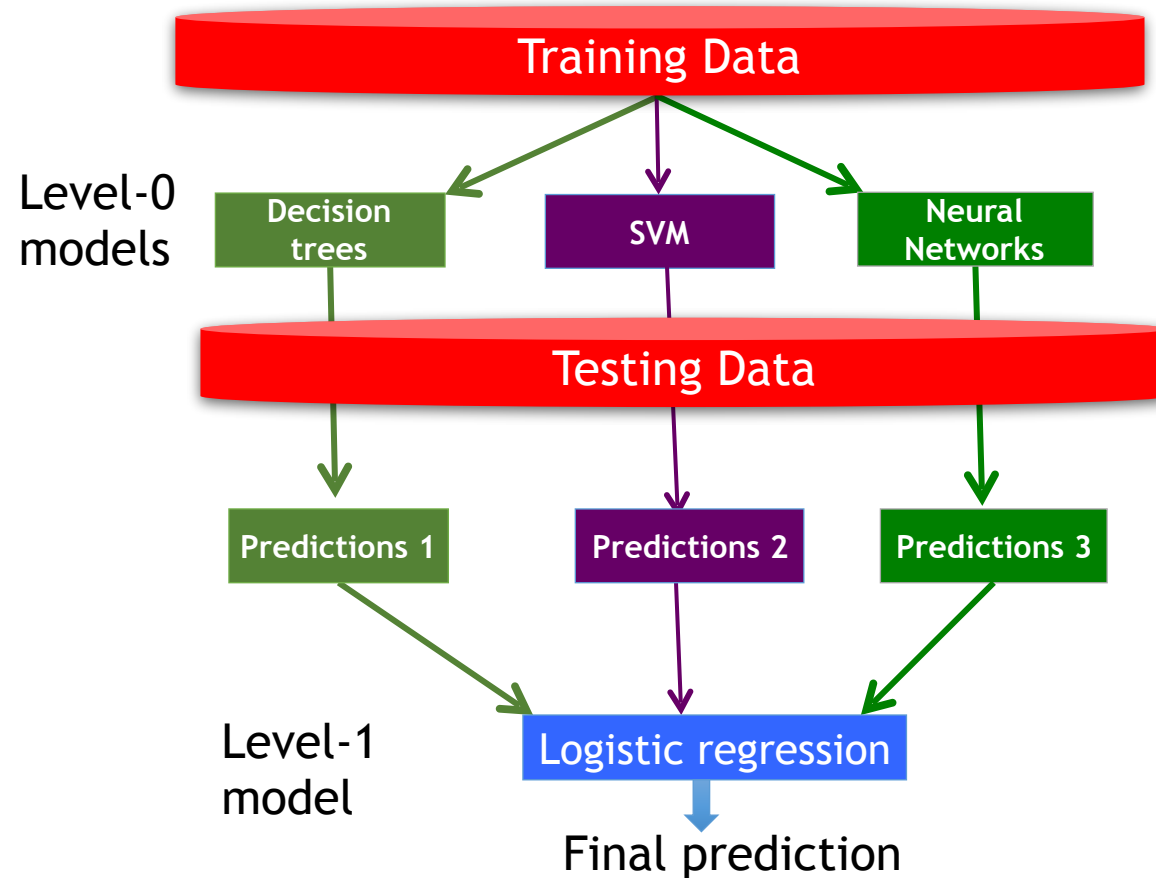 Training Data
Level-0
models
Decision
trees
SVM
Neural
Networks
Testing Data
Predictions 1
Predictions 2
Predictions 3
Level-1
model
Logistic regression
Final prediction